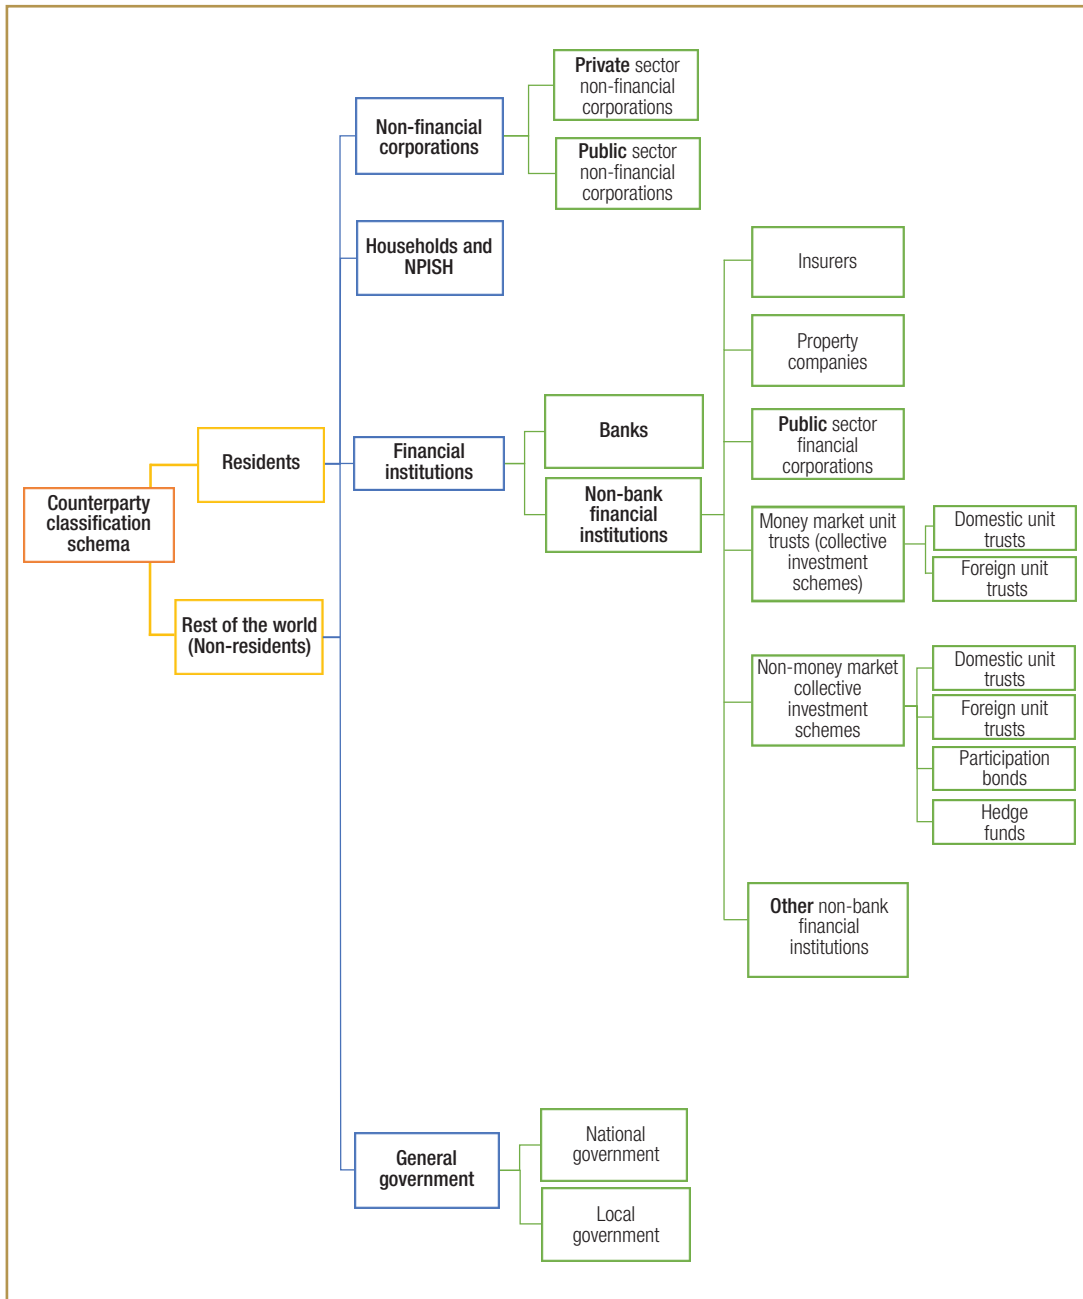 Counterparty
classification
schema
Residents
Rest of the world
(Non-residents)
Non-financial
corporations
Private sector
non-financial
corporations
Public sector
non-financial
corporations
Households and
NPISH
Financial
institutions
Banks
Non-bank
financial
institutions
Insurers
Property
companies
Public sector
financial
corporations
Money market unit
trusts (collective
investment
schemes)
Domestic unit
trusts
Foreign unit
trusts
Non-money market
collective
investment
schemes
Domestic unit
trusts
Foreign unit
trusts
Participation
bonds
Hedge
funds
Other non-bank
financial
institutions
General
government
National
government
Local
government